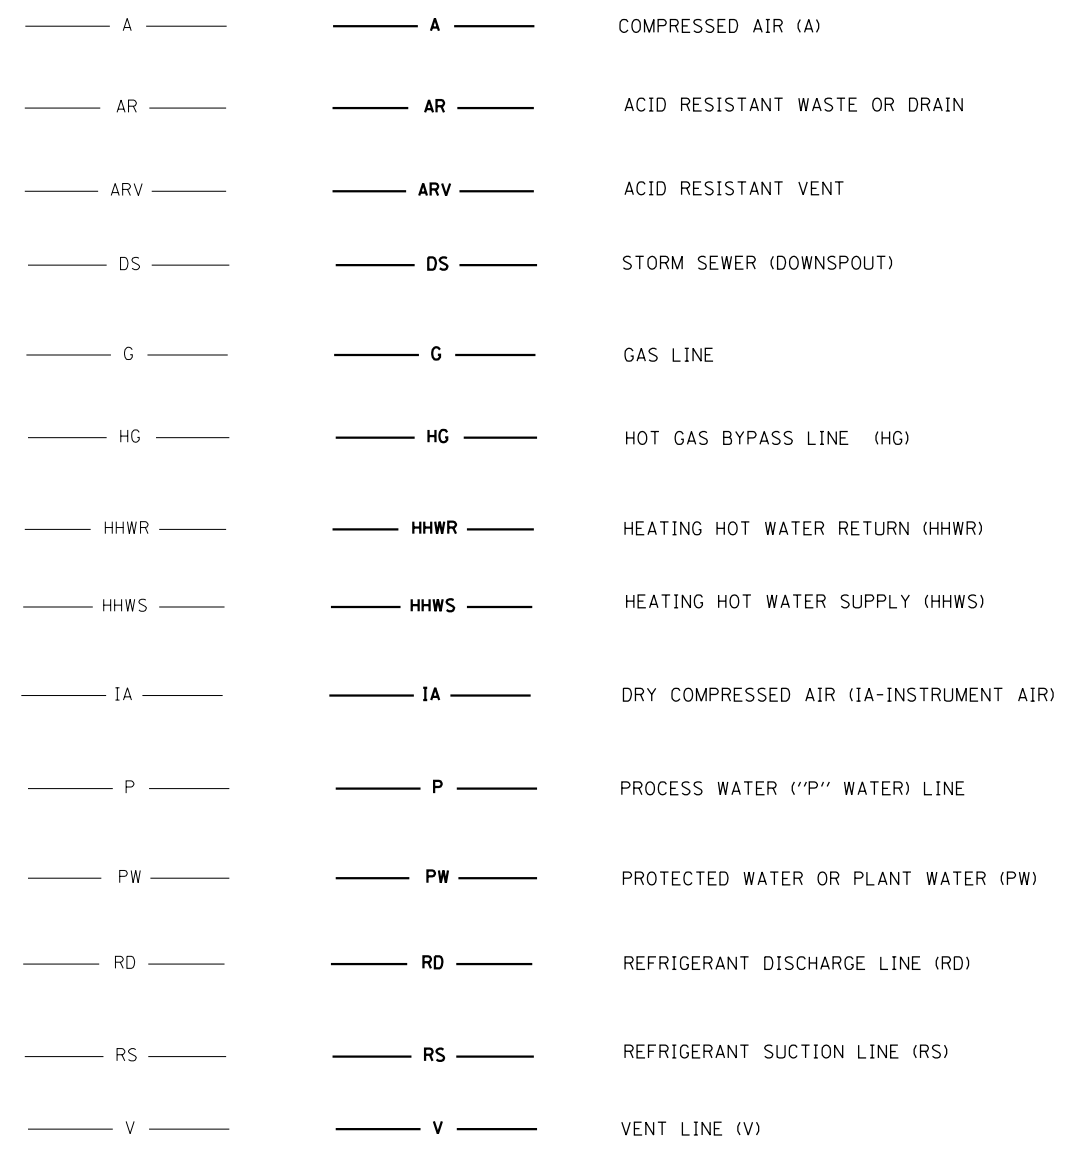 A A COMPRESSED AIR (A)
AR AR ACID RESISTANT WASTE OR DRAIN
ARV ARV ACID RESISTANT VENT
DS DS STORM SEWER (DOWNSPOUT)
G G GAS LINE
HG HG HOT GAS BYPASS LINE (HG)
HHWR HHWR HEATING HOT WATER RETURN (HHWR)
HHWS HHWS HEATING HOT WATER SUPPLY (HHWS)
IA IA DRY COMPRESSED AIR (IA-INSTRUMENT AIR)
P P PROCESS WATER ("P" WATER) LINE
PW PW PROTECTED WATER OR PLANT WATER (PW)
RD RD REFRIGERANT DISCHARGE LINE (RD)
RS RS REFRIGERANT SUCTION LINE (RS)
V V VENT LINE (V)